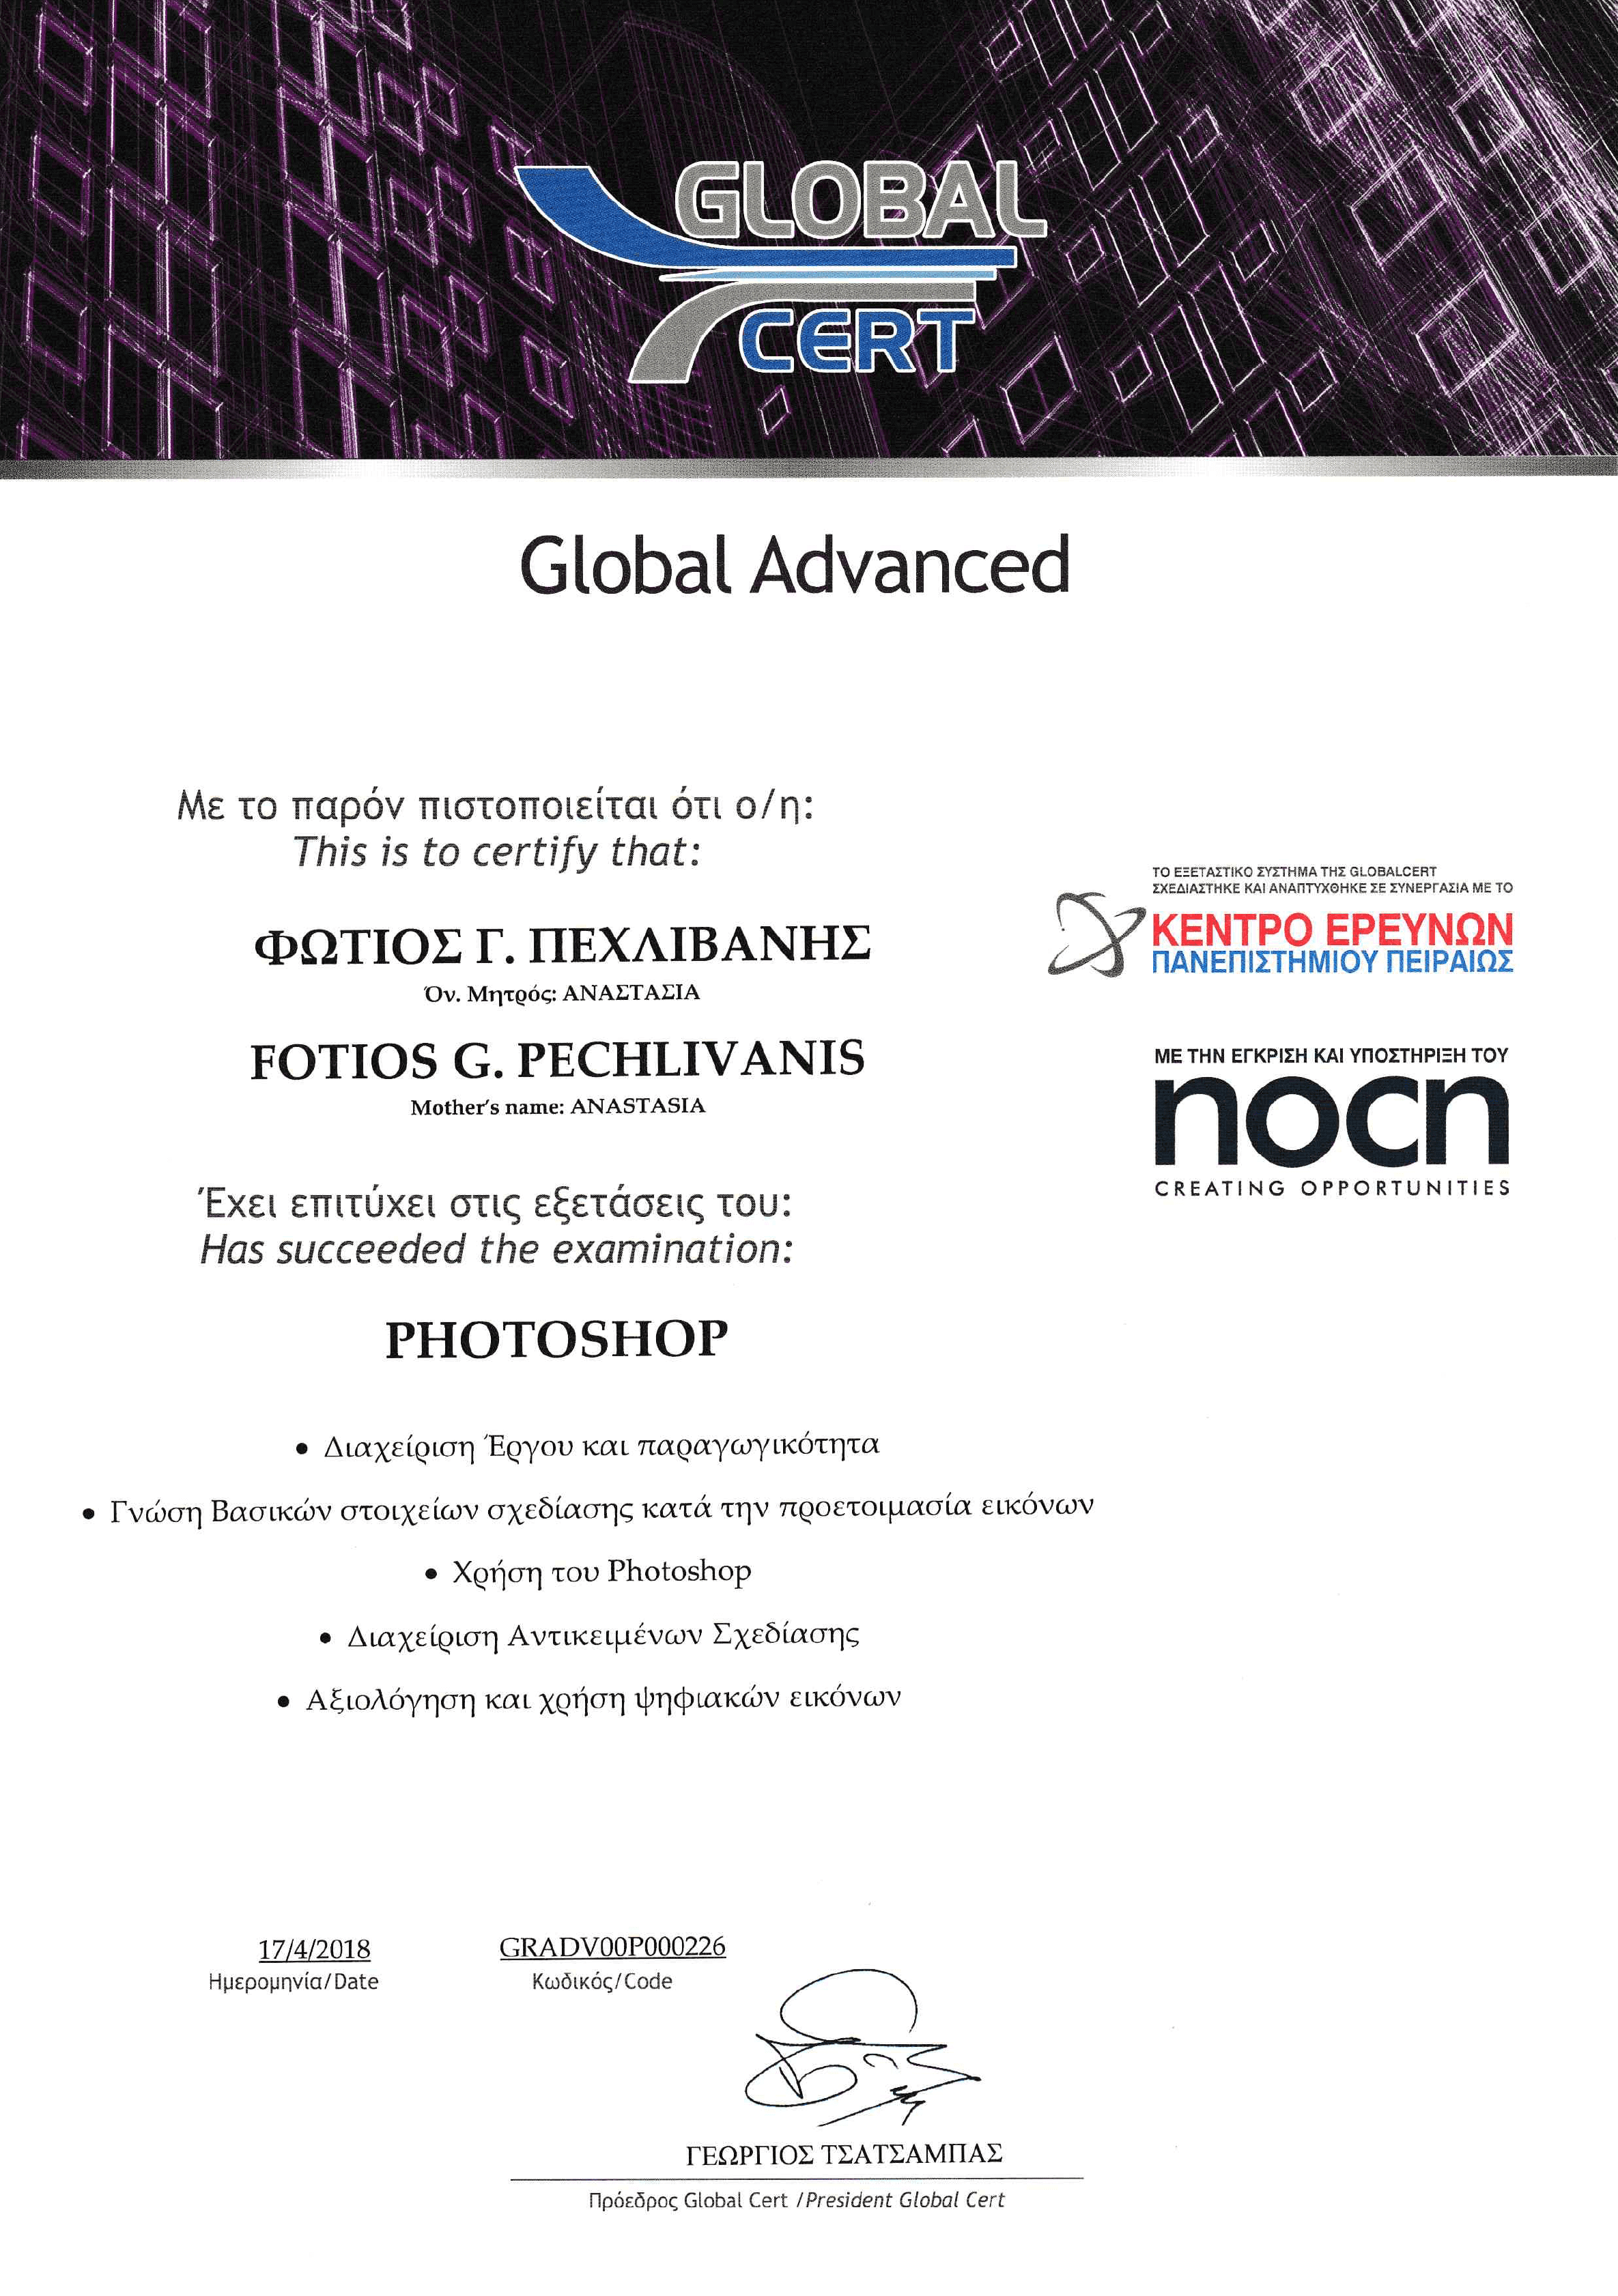 GLOBAL
CERT
Global Advanced
Με το παρόν πιστοποιείται ότι ο/η:
This is to certify that:
ΦΩΤΙΟΣ Γ. ΠΕΧΛΙΒΑΝΗΣ
Όν. Μητρός: ΑΝΑΣΤΑΣΙΑ
FOTIOS G. PECHLIVANIS
Mother's name: ANASTASIA
ΤΟ ΕΞΕΤΑΣΤΙΚΟ ΣΥΣΤΗΜΑ ΤΗΣ GLOBALCERT
ΣΧΕΔΙΑΣΤΗΚΕ ΚΑΙ ΑΝΑΠΤΥΧΘΗΚΕ ΣΕ ΣΥΝΕΡΓΑΣΙΑ ΜΕ ΤΟ
ΚΕΝΤΡΟ ΕΡΕΥΝΩΝ
ΠΑΝΕΠΙΣΤΗΜΙΟΥ ΠΕΙΡΑΙΩΣ
ΜΕ ΤΗΝ ΕΓΚΡΙΣΗ ΚΑΙ ΥΠΟΣΤΗΡΙΞΗ ΤΟΥ
nocn
CREATING OPPORTUNITIES
Έχει επιτύχει στις εξετάσεις του:
Has succeeded the examination:
PHOTOSHOP
• Διαχείριση Έργου και παραγωγικότητα
• Γνώση Βασικών στοιχείων σχεδίασης κατά την προετοιμασία εικόνων
• Χρήση του Photoshop
• Διαχείριση Αντικειμένων Σχεδίασης
• Αξιολόγηση και χρήση ψηφιακών εικόνων
17/4/2018
Ημερομηνία/Date
GRADV00P000226
Κωδικός/Code
ΓΕΩΡΓΙΟΣ ΤΣΑΤΣΑΜΠΑΣ
Πρόεδρος Global Cert /President Global Cert